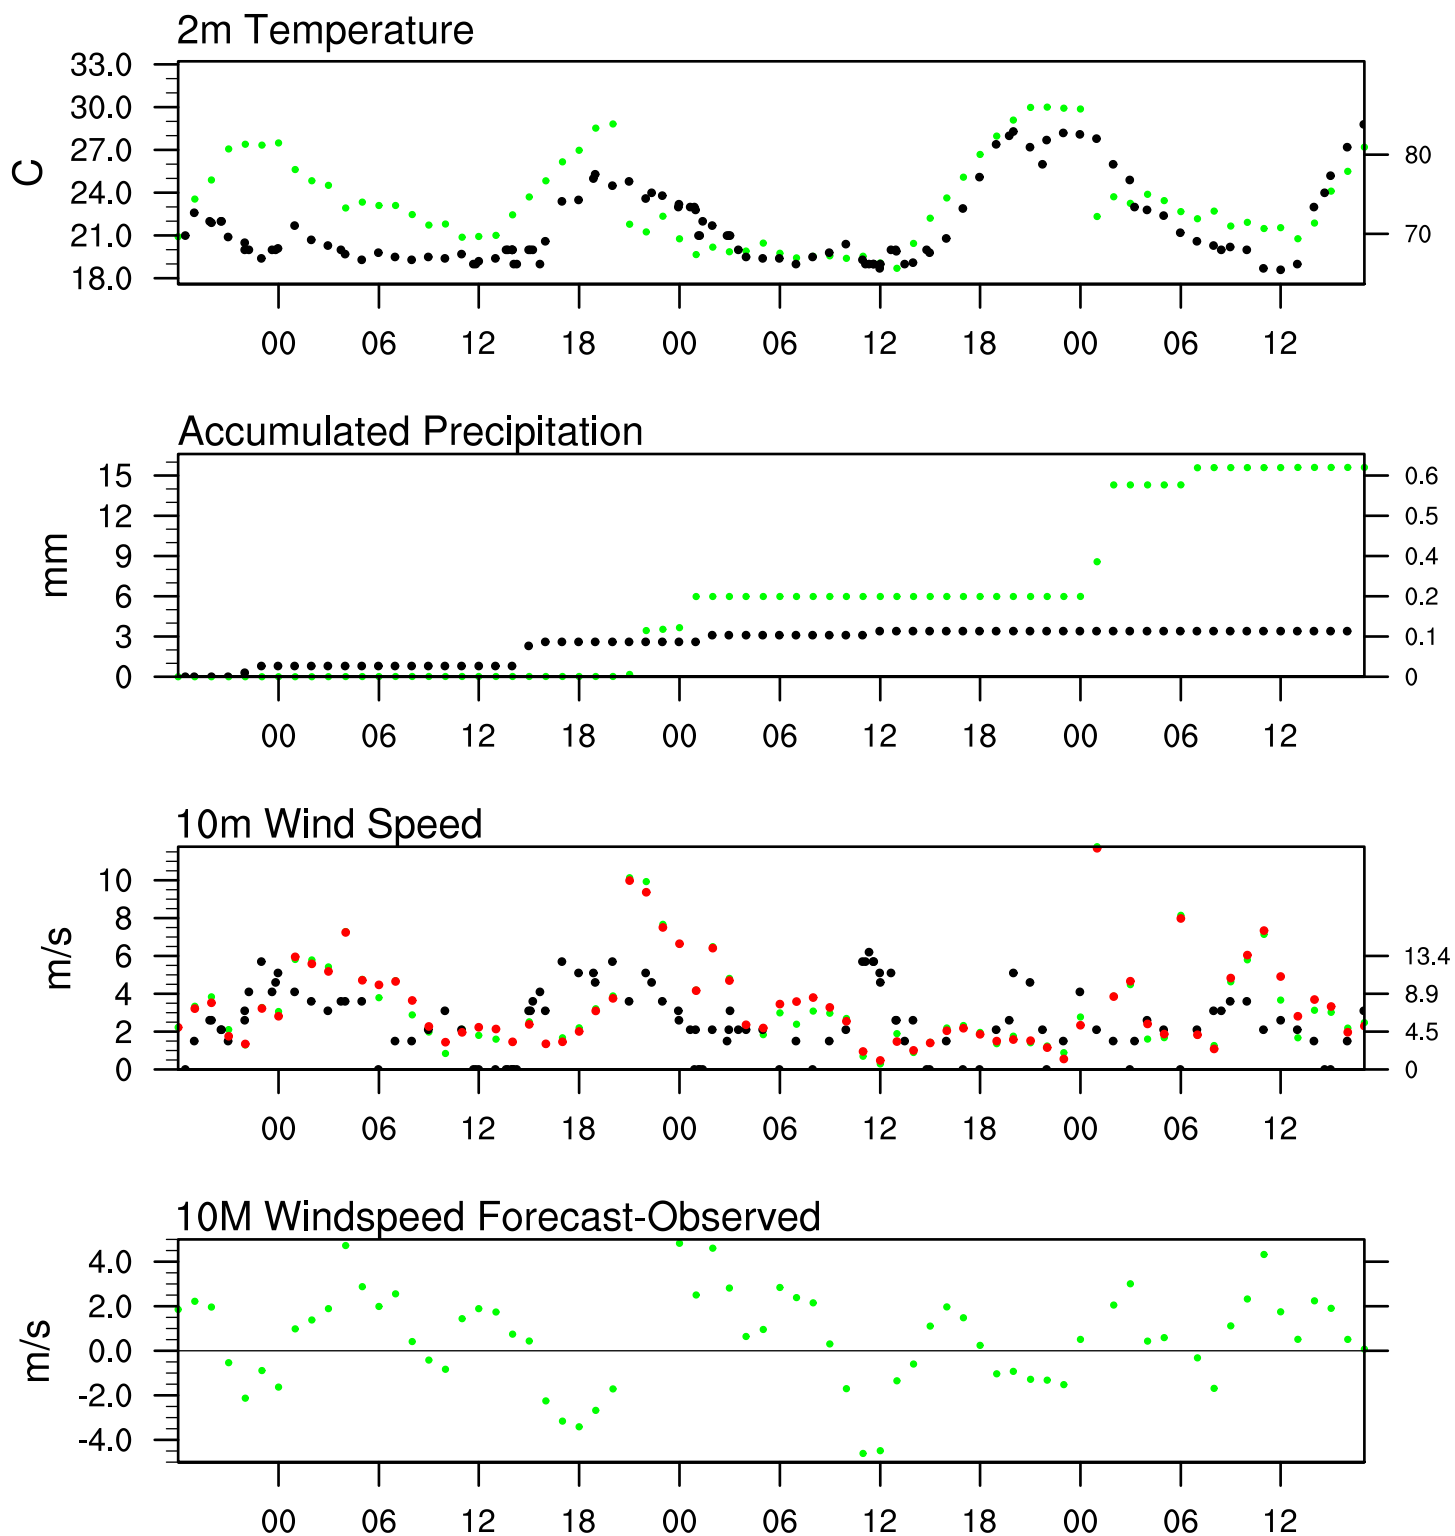 2m Temperature
33.0
30.0
27.0
24.0
21.0
18.0
C
80
70
00 06 12 18 00 06 12 18 00 06 12
Accumulated Precipitation
15
12
9
6
3
0
mm
0.6
0.5
0.4
0.2
0.1
0
00 06 12 18 00 06 12 18 00 06 12
10m Wind Speed
10
8
6
4
2
0
m/s
13.4
8.9
4.5
0
00 06 12 18 00 06 12 18 00 06 12
10M Windspeed Forecast-Observed
4.0
2.0
0.0
-2.0
-4.0
m/s
00 06 12 18 00 06 12 18 00 06 12